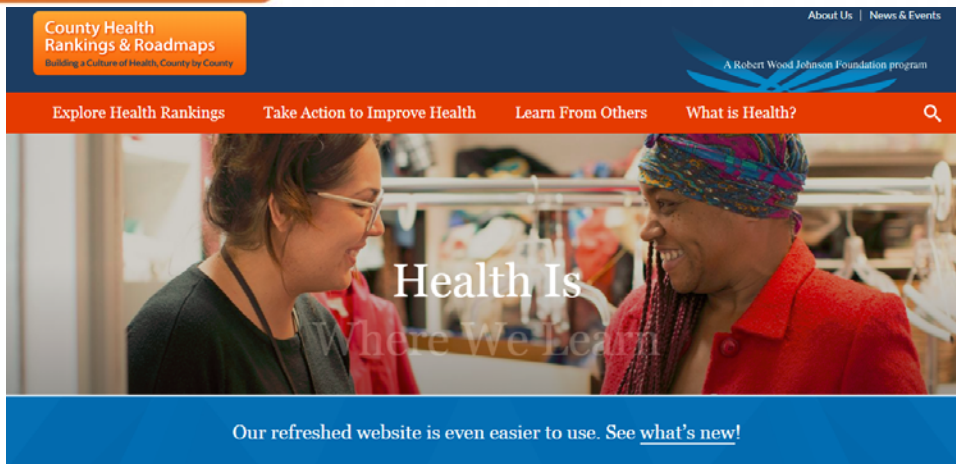 About Us | News & Events
County Health
Rankings & Roadmaps
Building a Culture of Health, County by County
A Robert Wood Johnson Foundation program
Explore Health Rankings Take Action to Improve Health Learn From Others What is Health?
Health Is
Where We Learn
Our refreshed website is even easier to use. See what's new!